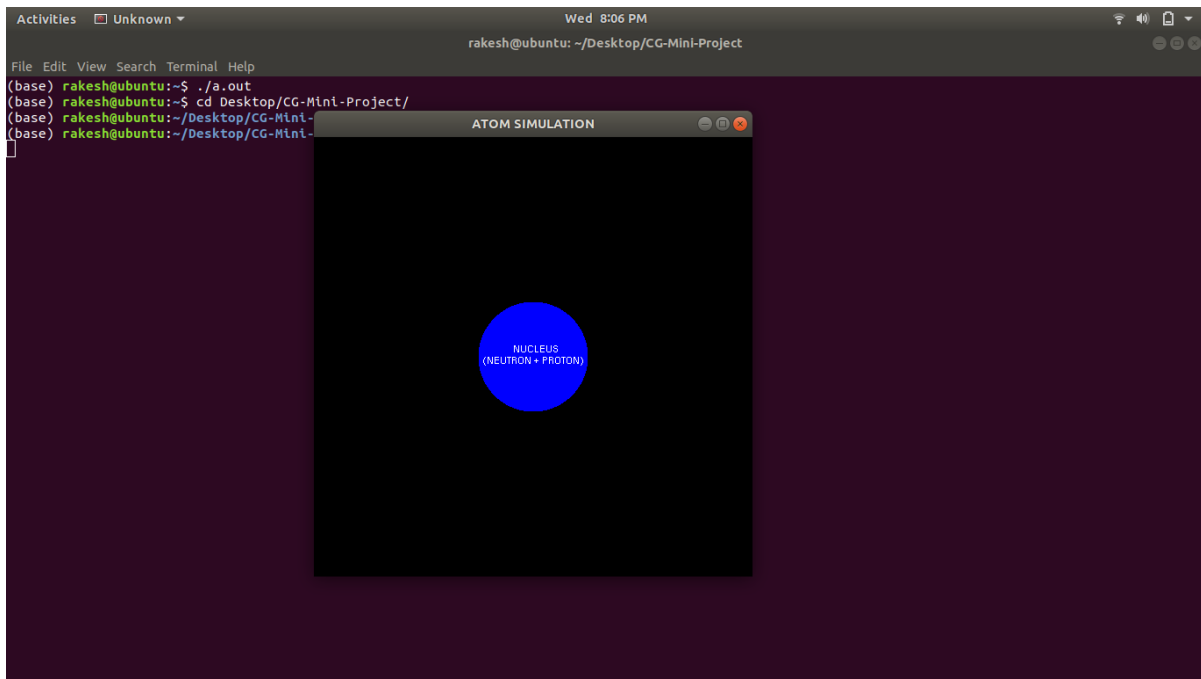 Activities Unknown Wed 8:06 PM
rakesh@ubuntu: ~/Desktop/CG-Mini-Project
File Edit View Search Terminal Help
(base) rakesh@ubuntu:~$ ./a.out
(base) rakesh@ubuntu:~$ cd Desktop/CG-Mini-Project/
(base) rakesh@ubuntu:~/Desktop/CG-Mini-
(base) rakesh@ubuntu:~/Desktop/CG-Mini-
ATOM SIMULATION
NUCLEUS
(NEUTRON + PROTON)